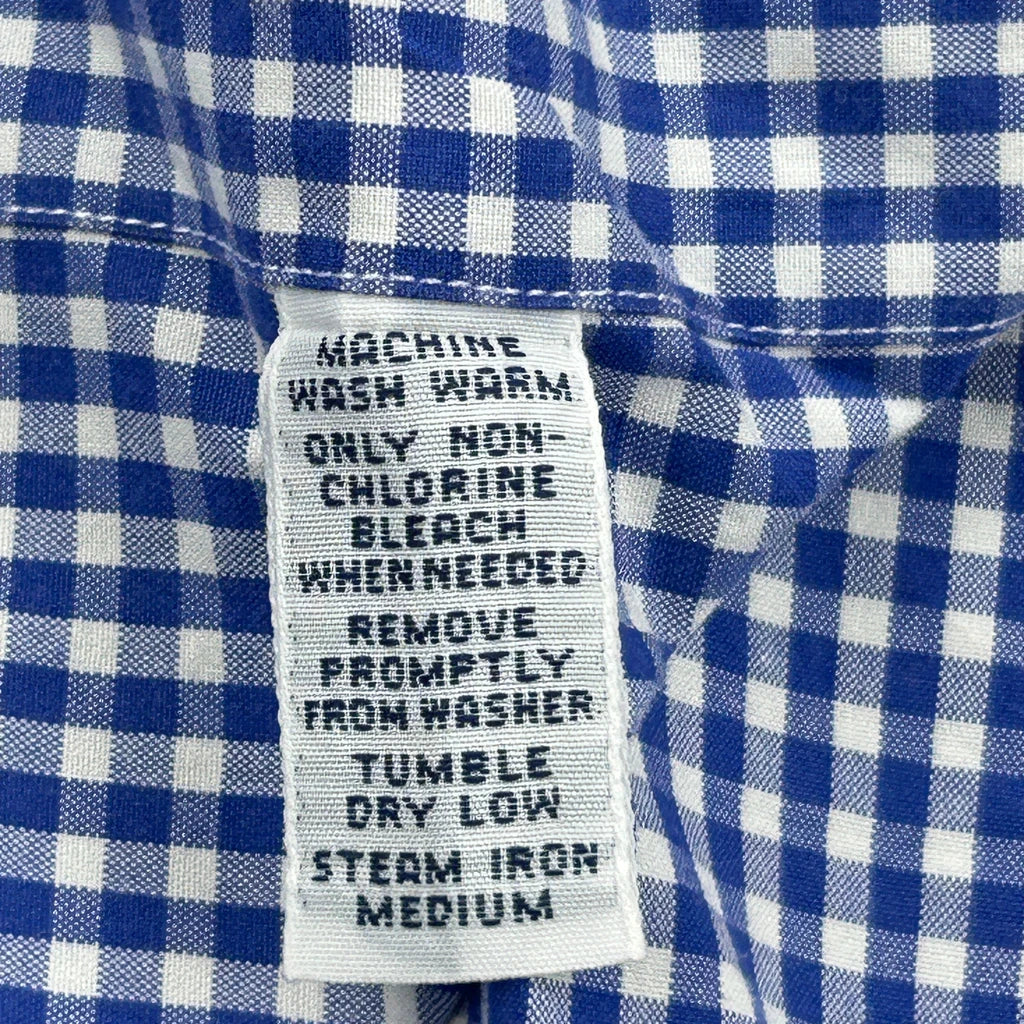 MACHINE
WASH WARM
ONLY NON-
CHLORINE
BLEACH
WHEN NEEDED
REMOVE
PROMPTLY
FROM WASHER
TUMBLE
DRY LOW
STEAM IRON
MEDIUM